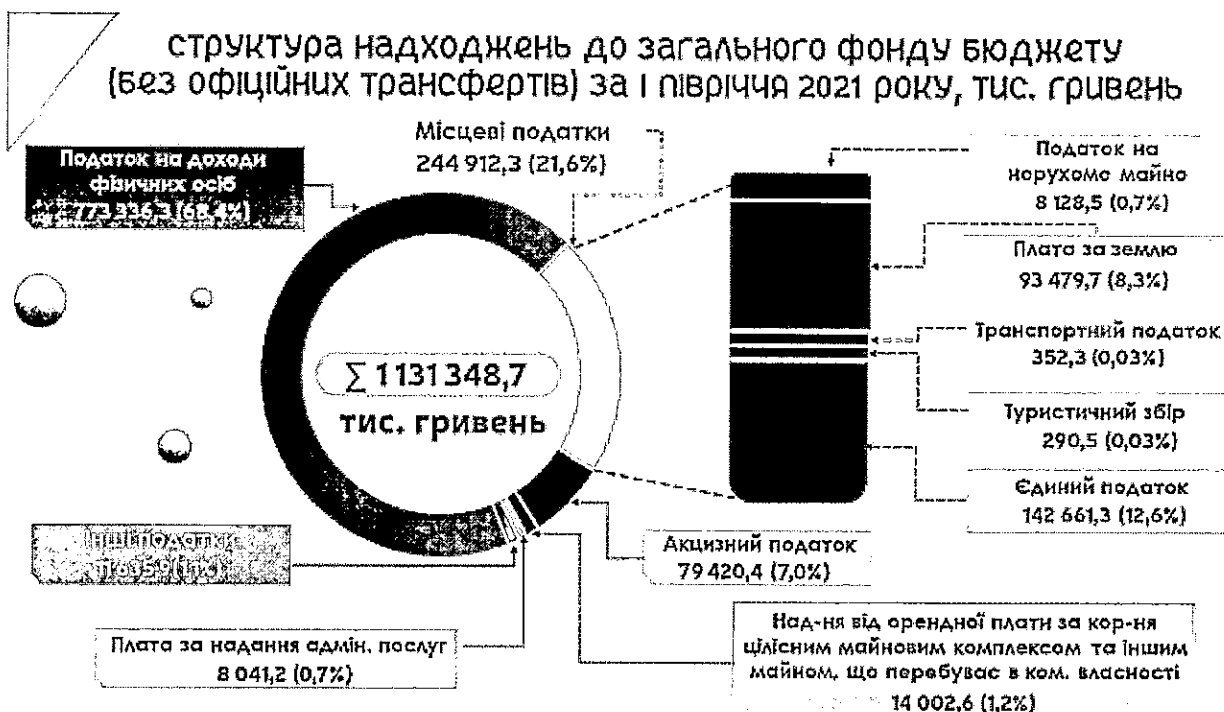 СТРУКТУРА НАДХОДЖЕНЬ ДО ЗАГАЛЬНОГО ФОНДУ БЮДЖЕТУ
(БЕЗ ОФІЦІЙНИХ ТРАНСФЕРТІВ) ЗА І ПІВРІЧЧЯ 2021 РОКУ, ТИС. ГРИВЕНЬ
Місцеві податки
244 912,3 (21,6%)
Податок на доходи
фізичних осіб
773 336,3 (68,4%)
Податок на
нерухоме майно
8 128,5 (0,7%)
Плата за землю
93 479,7 (8,3%)
Транспортний податок
352,3 (0,03%)
Туристичний збір
290,5 (0,03%)
Єдиний податок
142 661,3 (12,6%)
∑ 1 131 348,7
тис. гривень
Інші податки
Акцизний податок
79 420,4 (7,0%)
Плата за надання адмін. послуг
8 041,2 (0,7%)
Над-ня від орендної плати за кор-ня
цілісним майновим комплексом та іншим
майном, що перебуває в ком. власності
14 002,6 (1,2%)